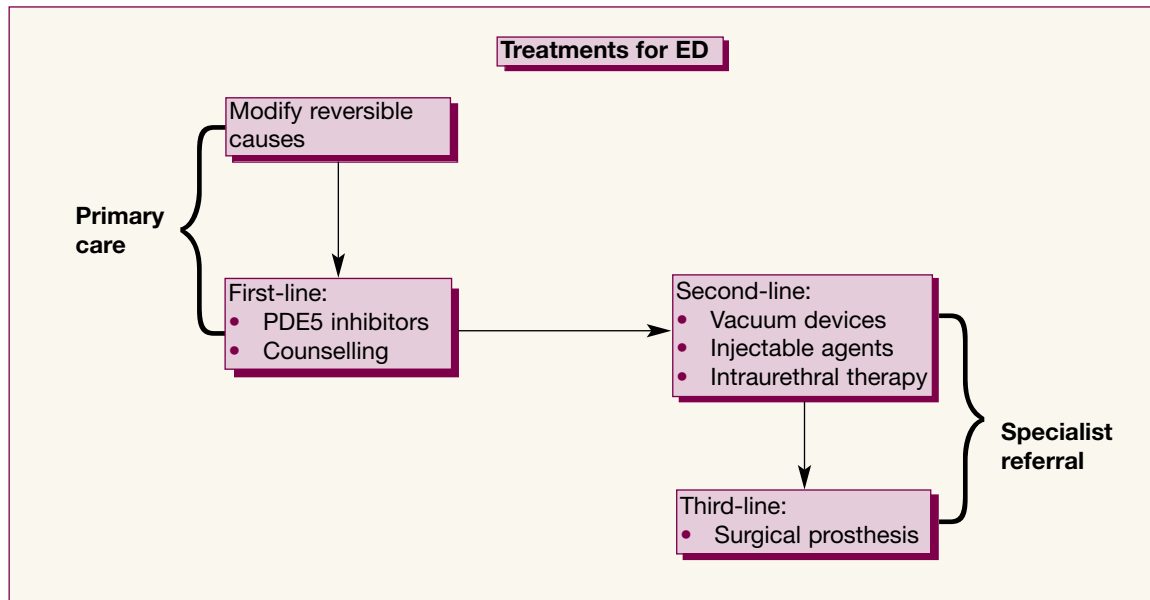 Treatments for ED
Modify reversible
causes
Primary
care
First-line:
• PDE5 inhibitors
• Counselling
Second-line:
• Vacuum devices
• Injectable agents
• Intraurethral therapy
Specialist
referral
Third-line:
• Surgical prosthesis